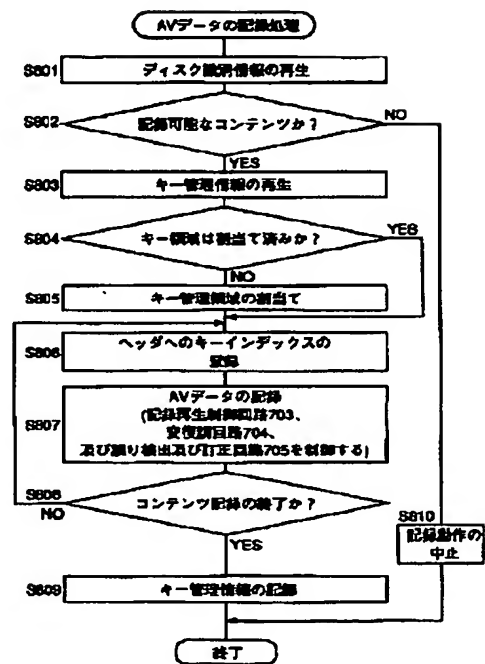 AVデータの記録処理
S801
ディスク識別情報の再生
S802
記録可能なコンテンツか?
NO
YES
S803
キー管理情報の再生
S804
キー領域は割当て済みか?
YES
NO
S805
キー管理領域の割当て
S806
ヘッダへのキーインデックスの
登録
S807
AVデータの記録
(記録再生制御回路703、
変復調回路704、
及び誤り検出及び訂正回路705を制御する)
S808
コンテンツ記録の終了か?
NO
YES
S810
記録動作の
中止
S809
キー管理情報の記録
終了